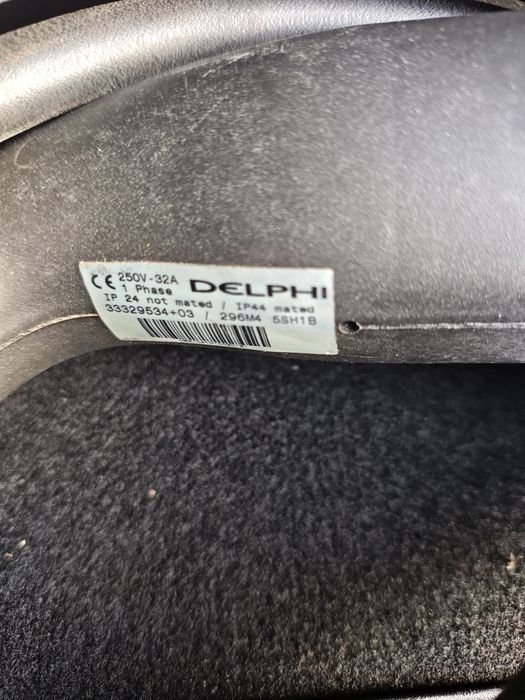 CE 250V-32A DELPHI
1 Phase
IP 24 not mated / IP44 mated
33329534+03 / 296M4 5SH1B